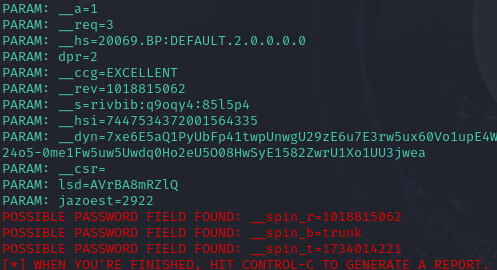 PARAM: __a=1
PARAM: __req=3
PARAM: __hs=20069.BP:DEFAULT.2.0.0.0.0
PARAM: dpr=2
PARAM: __ccg=EXCELLENT
PARAM: __rev=1018815062
PARAM: __s=rivbib:q9oqy4:85l5p4
PARAM: __hsi=7447534372001564335
PARAM: __dyn=7xe6E5aQ1PyUbFp41twpUnwgU29zE6u7E3rw5ux60Vo1upE4W
24o5-0me1Fw5uw5Uwdq0Ho2eU5O08HwSyE1582ZwrU1Xo1UU3jwea
PARAM: __csr=
PARAM: lsd=AVrBA8mRZlQ
PARAM: jazoest=2922
POSSIBLE PASSWORD FIELD FOUND: __spin_r=1018815062
POSSIBLE PASSWORD FIELD FOUND: __spin_b=trunk
POSSIBLE PASSWORD FIELD FOUND: __spin_t=1734014221
[*] WHEN YOU'RE FINISHED, HIT CONTROL-C TO GENERATE A REPORT.